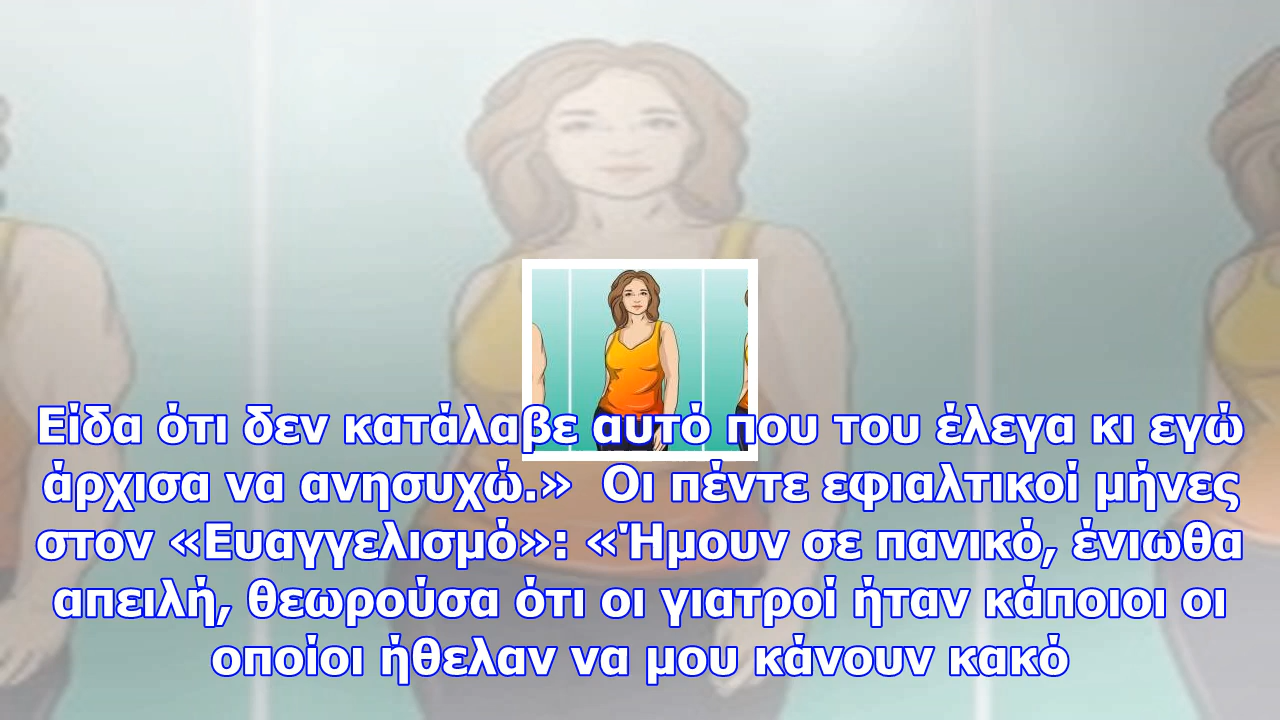 Είδα ότι δεν κατάλαβε αυτό που του έλεγα κι εγώ
άρχισα να ανησυχώ.»  Οι πέντε εφιαλτικοί μήνες
στον «Ευαγγελισμό»: «Ήμουν σε πανικό, ένιωθα
απειλή, θεωρούσα ότι οι γιατροί ήταν κάποιοι οι
οποίοι ήθελαν να μου κάνουν κακό